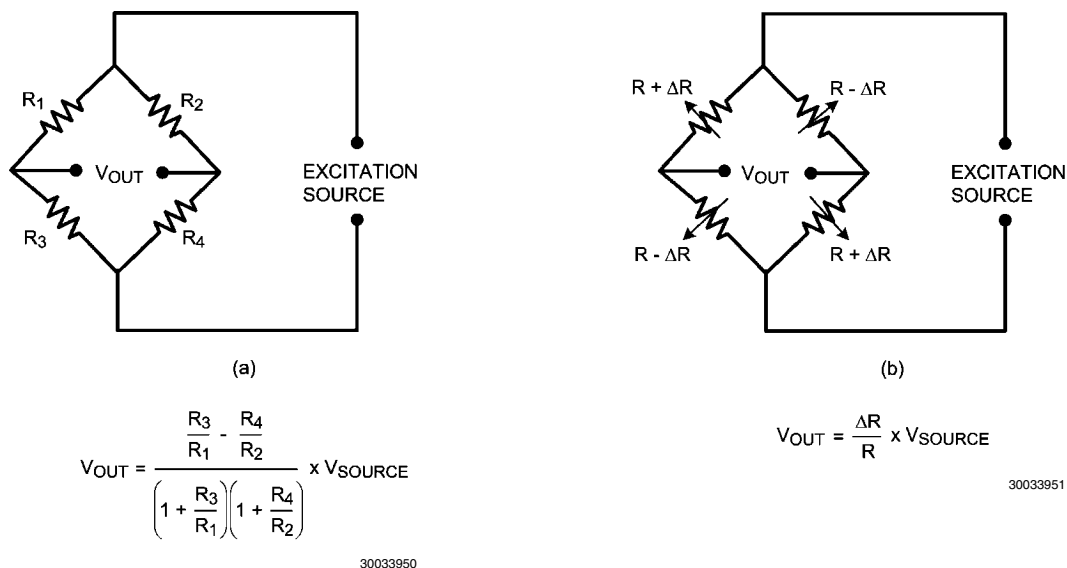 R1
R2
VOUT
EXCITATION
SOURCE
R3
R4
(a)
VOUT = (R3/R1 - R4/R2) / ((1 + R3/R1)(1 + R4/R2)) x VSOURCE
30033950
R + ΔR
R - ΔR
VOUT
EXCITATION
SOURCE
R - ΔR
R + ΔR
(b)
VOUT = ΔR/R x VSOURCE
30033951